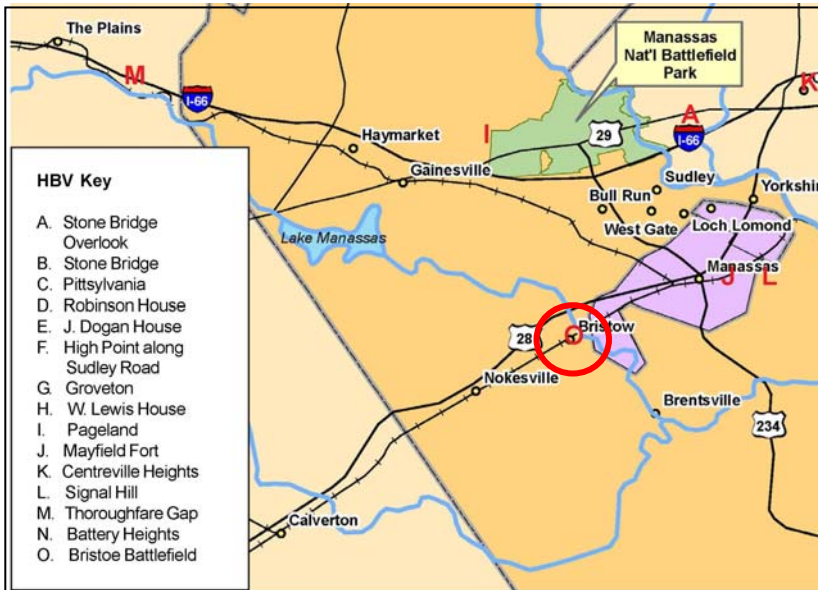 The Plains
M
I-66
Manassas
Nat'l Battlefield
Park
K
A
I
29
I-66
Haymarket
Gainesville
Sudley
Bull Run
Yorkshi
West Gate
Loch Lomond
Lake Manassas
Manassas
J
L
28
O
Bristow
Nokesville
Brentsville
234
Calverton
HBV Key
A. Stone Bridge
Overlook
B. Stone Bridge
C. Pittsylvania
D. Robinson House
E. J. Dogan House
F. High Point along
Sudley Road
G. Groveton
H. W. Lewis House
I. Pageland
J. Mayfield Fort
K. Centreville Heights
L. Signal Hill
M. Thoroughfare Gap
N. Battery Heights
O. Bristoe Battlefield